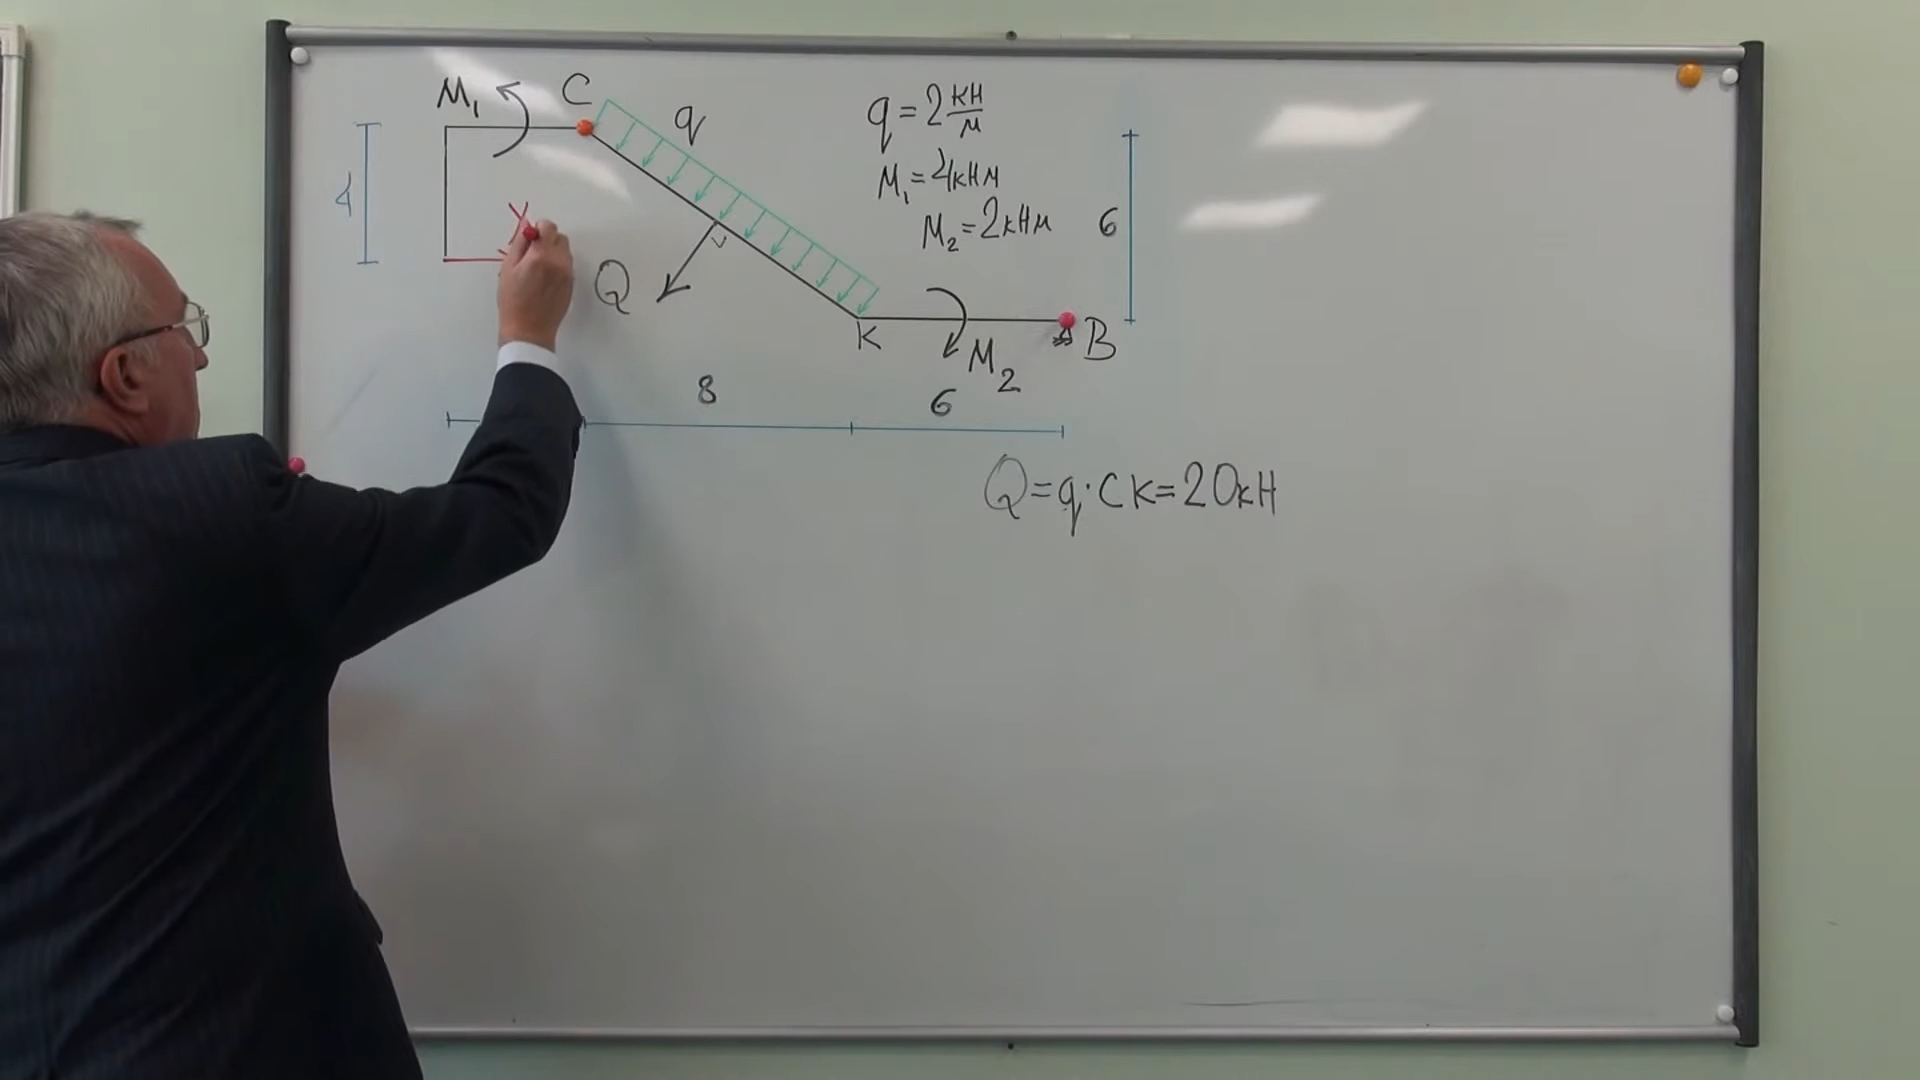 M₁
C
q
q = 2 кН/м
M₁ = 4 кНм
M₂ = 2 кНм
4
6
Q
K
M₂
B
8
6
Q = q · CK = 20 кН